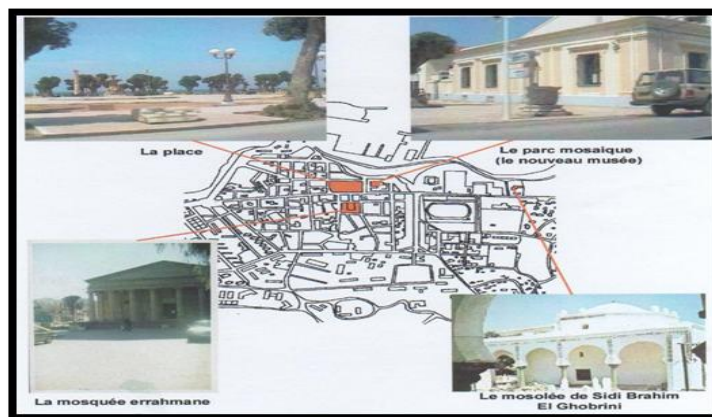 La place
Le parc mosaique
(le nouveau musée)
La mosquée errahmane
Le mosolée de Sidi Brahim
El Ghobrini